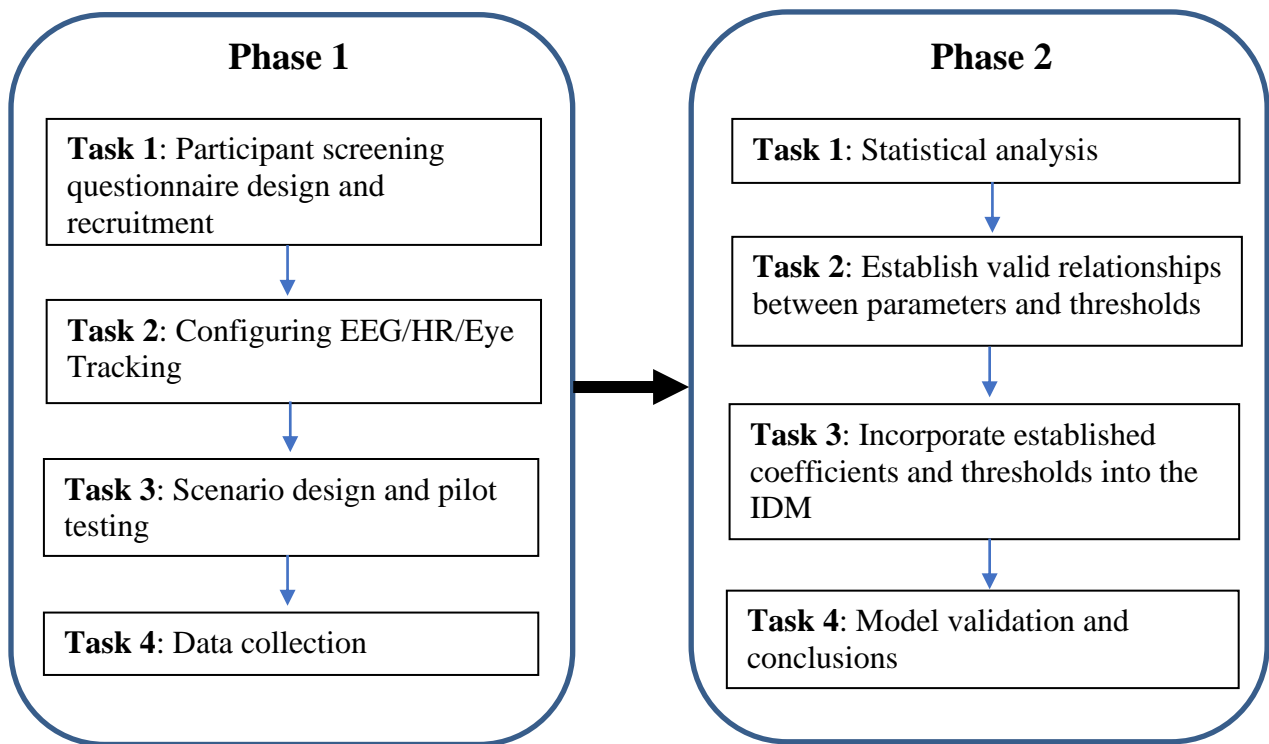 Phase 1
Task 1: Participant screening
questionnaire design and
recruitment
Task 2: Configuring EEG/HR/Eye
Tracking
Task 3: Scenario design and pilot
testing
Task 4: Data collection
Phase 2
Task 1: Statistical analysis
Task 2: Establish valid relationships
between parameters and thresholds
Task 3: Incorporate established
coefficients and thresholds into the
IDM
Task 4: Model validation and
conclusions